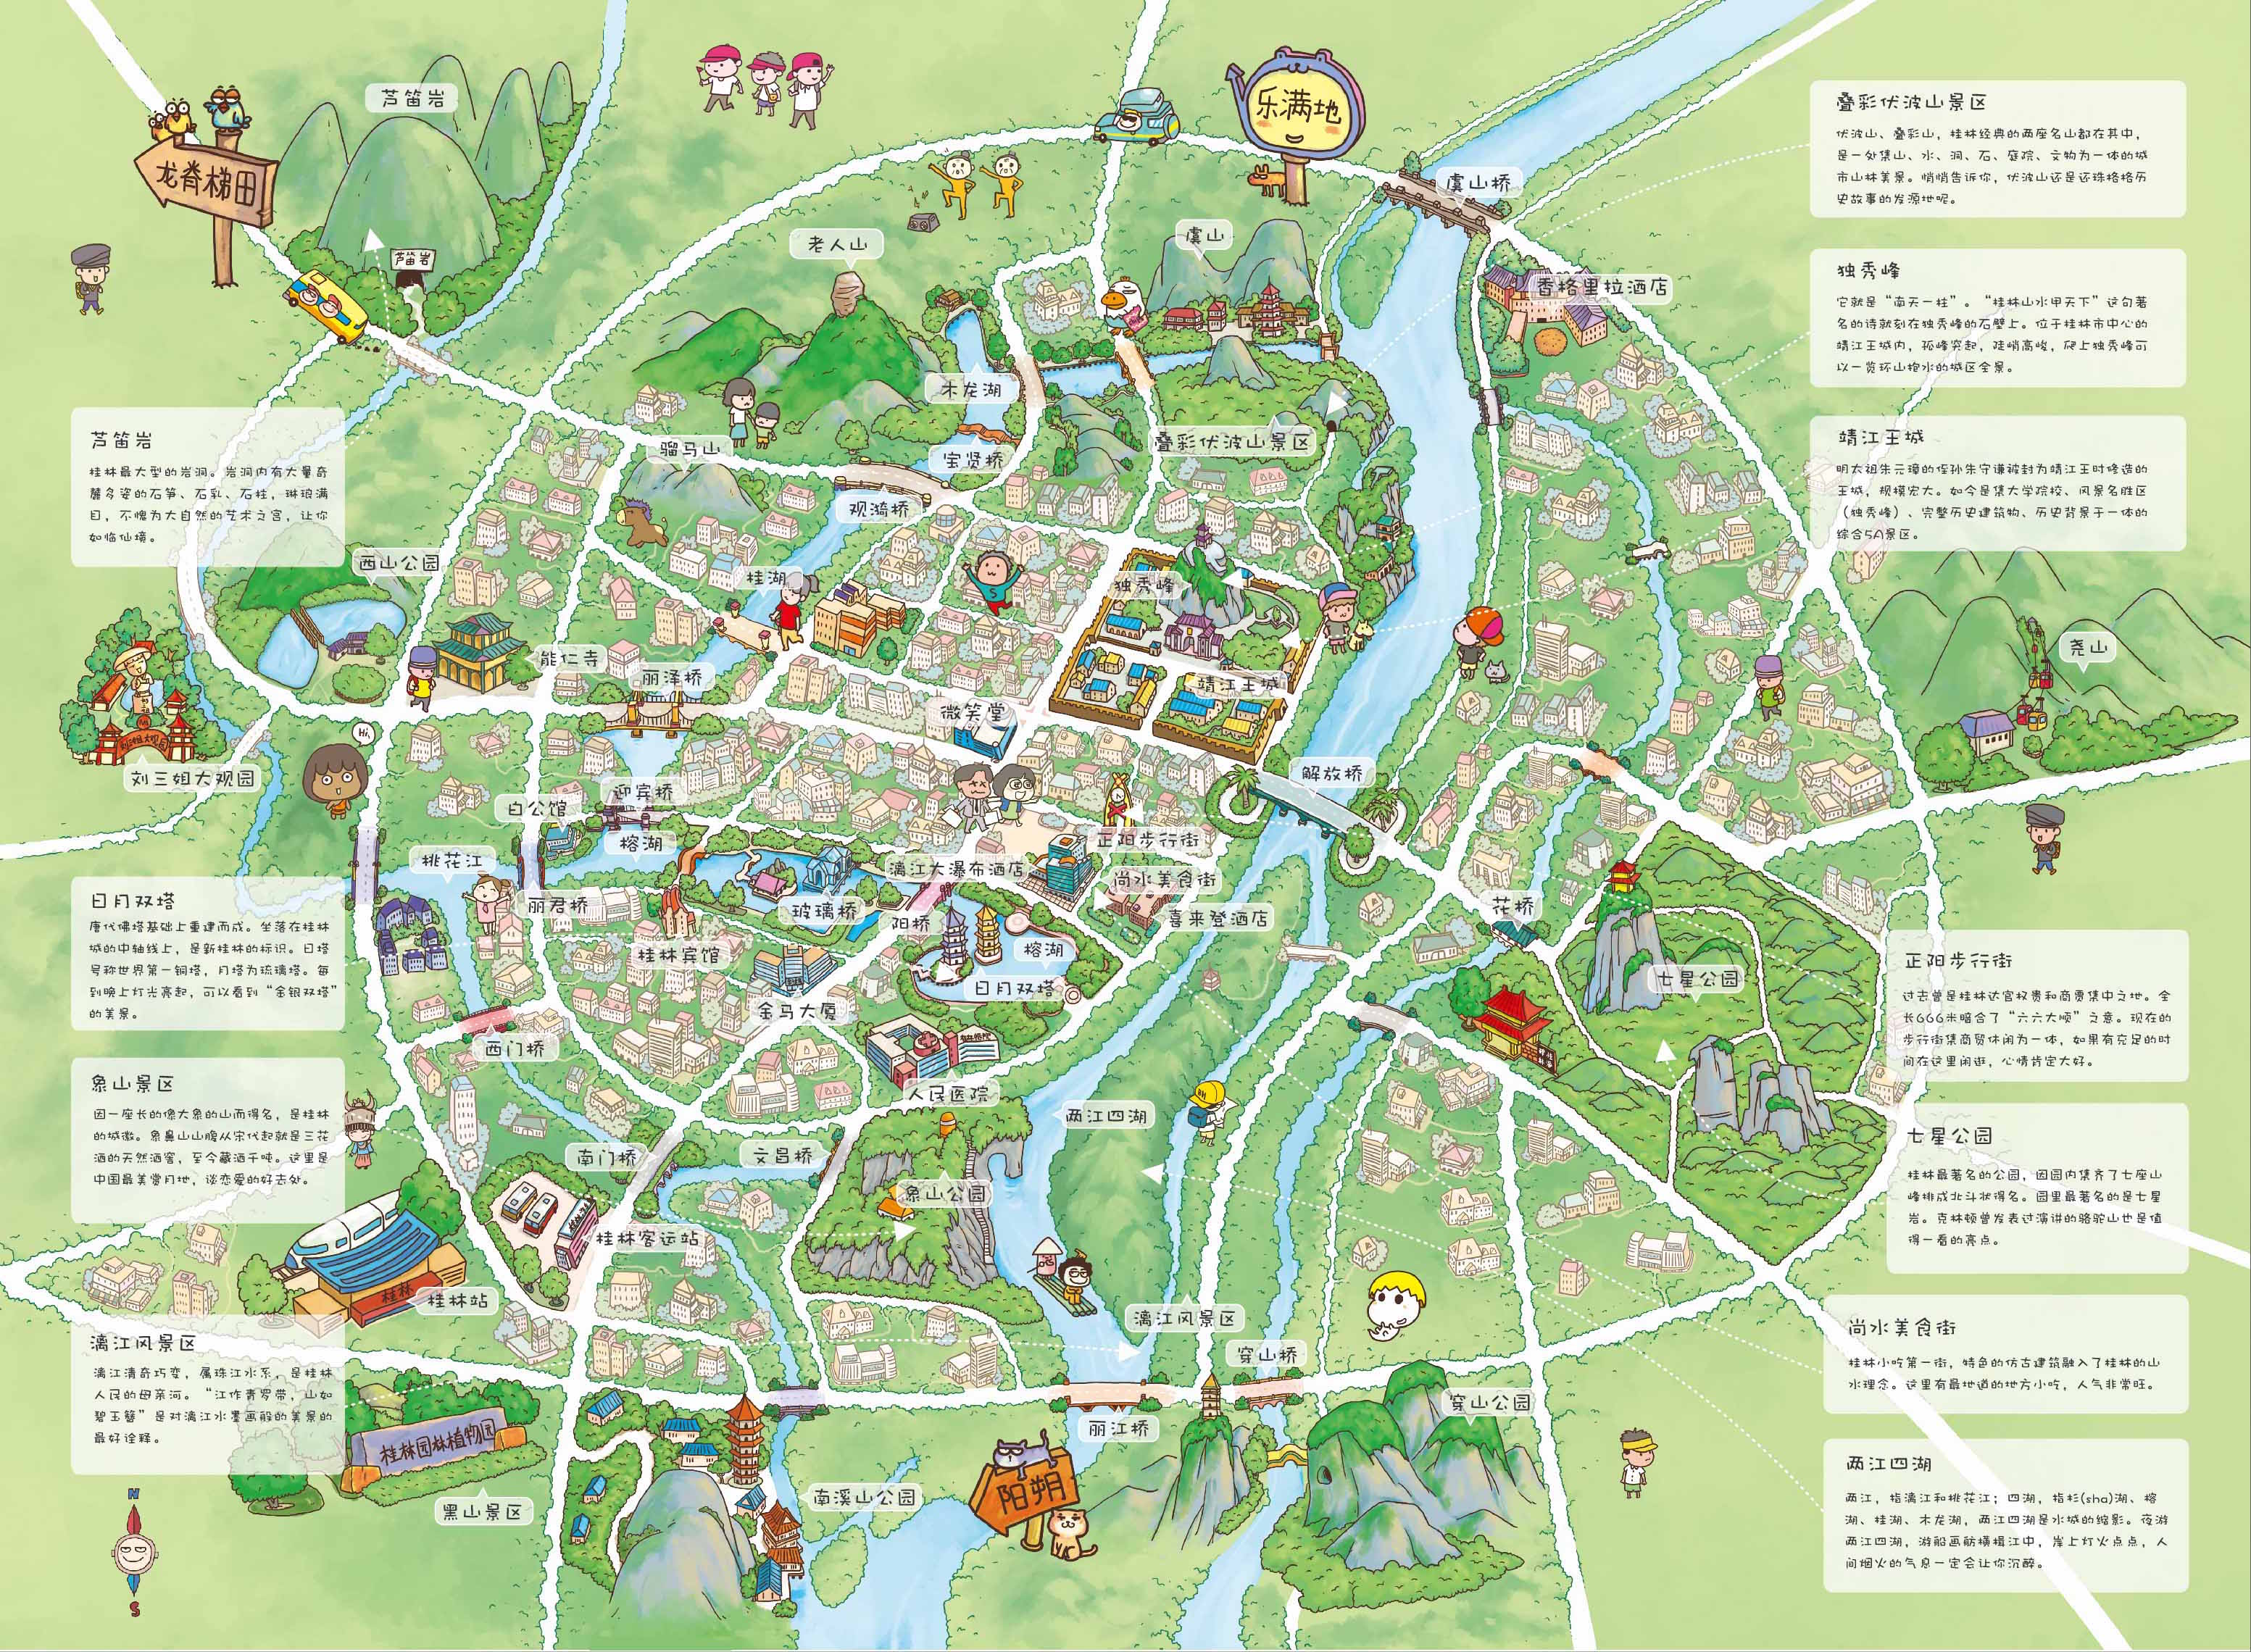 芦笛岩
乐满地
叠彩伏波山景区
伏波山、叠彩山，桂林经典的两座名山都在其中，
是一处集山、水、洞、石、庭院、文物为一体的城
市山林美景。悄悄告诉你，伏波山还是还珠格格历
史故事的发源地呢。
龙脊梯田
虞山桥
老人山
虞山
芦笛岩
香格里拉酒店
独秀峰
它就是“南天一柱”。“桂林山水甲天下”这句著
名的诗就刻在独秀峰的石壁上。位于桂林市中心的
靖江王城内，孤峰突起，陡峭高峻，爬上独秀峰可
以一览环山抱水的城区全景。
木龙湖
芦笛岩
桂林最大型的岩洞。岩洞内有大量奇
麓多姿的石笋、石乳、石柱，琳琅满
目，不愧为大自然的艺术之宫，让你
如临仙境。
骝马山
宝贤桥
叠彩伏波山景区
靖江王城
明太祖朱元璋的侄孙朱守谦被封为靖江王时修造的
王城，规模宏大。如今是集大学院校、风景名胜区
（独秀峰）、完整历史建筑物、历史背景于一体的
综合5A景区。
观漪桥
西山公园
桂湖
独秀峰
S
能仁寺
丽泽桥
靖江王城
尧山
微笑堂
Hi,
刘三姐大观园
刘三姐大观园
解放桥
迎宾桥
白公馆
榕湖
正阳步行街
桃花江
漓江大瀑布酒店
尚水美食街
丽君桥
玻璃桥
阳桥
喜来登酒店
花桥
日月双塔
唐代佛塔基础上重建而成。坐落在桂林
城的中轴线上，是新桂林的标识。日塔
号称世界第一铜塔，月塔为琉璃塔。每
到晚上灯光亮起，可以看到“金银双塔”
的美景。
桂林宾馆
榕湖
日月双塔
七星公园
正阳步行街
过去曾是桂林达官权贵和商贾集中之地。全
长666米暗合了“六六大顺”之意。现在的
步行街集商贸休闲为一体，如果有充足的时
间在这里闲逛，心情肯定大好。
金马大厦
西门桥
人民医院
象山景区
因一座长的像大象的山而得名，是桂林
的城徽。象鼻山山腹从宋代起就是三花
酒的天然酒窖，至今藏酒千吨。这里是
中国最美赏月地，谈恋爱的好去处。
两江四湖
南门桥
文昌桥
象山公园
七星公园
桂林最著名的公园，因园内集齐了七座山
峰排成北斗状得名。园里最著名的是七星
岩。克林顿曾发表过演讲的骆驼山也是值
得一看的亮点。
桂林客运站
桂林
桂林站
漓江风景区
漓江风景区
漓江清奇巧变，属珠江水系，是桂林
人民的母亲河。“江作青罗带，山如
碧玉簪”是对漓江水墨画般的美景的
最好诠释。
穿山桥
尚水美食街
桂林小吃第一街，特色的仿古建筑融入了桂林的山
水理念。这里有最地道的地方小吃，人气非常旺。
穿山公园
丽江桥
桂林园林植物园
黑山景区
南溪山公园
阳朔
两江四湖
两江，指漓江和桃花江；四湖，指杉(sha)湖、榕
湖、桂湖、木龙湖，两江四湖是水城的缩影。夜游
两江四湖，游船画舫横楫江中，岸上灯火点点，人
间烟火的气息一定会让你沉醉。
N
S